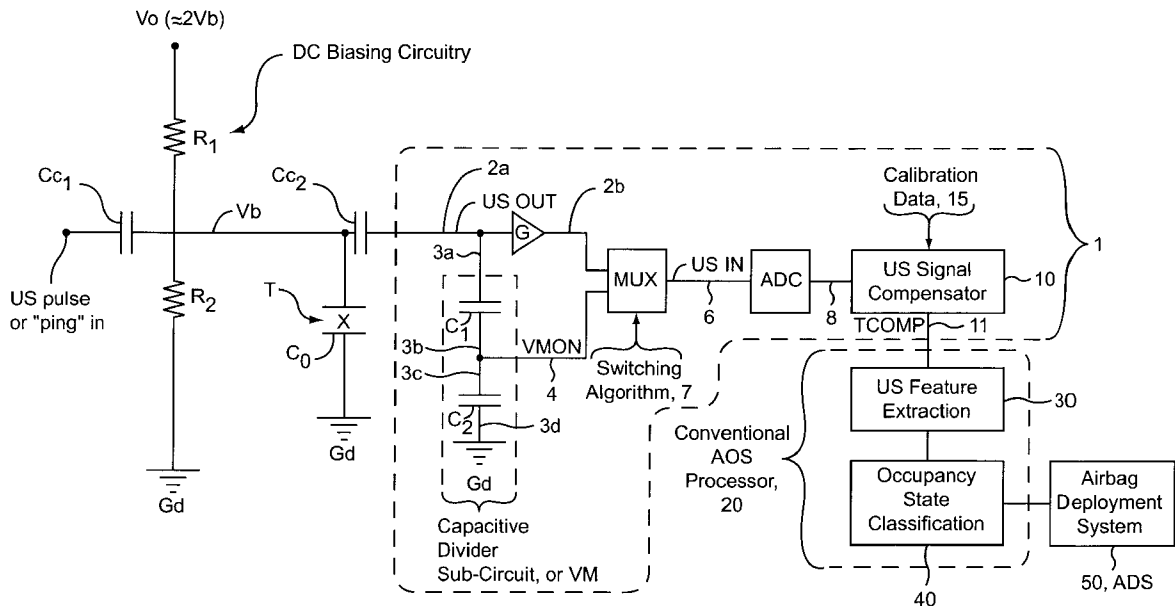 Vo (≈2Vb)
DC Biasing Circuitry
R1
Cc1
Vb
Cc2
2a
US OUT
2b
G
3a
US pulse
or "ping" in
R2
T
X
C0
Gd
Gd
C1
3b
3c
VMON
4
C2
3d
Gd
Capacitive
Divider
Sub-Circuit, or VM
MUX
Switching
Algorithm, 7
US IN
6
ADC
8
Calibration
Data, 15
US Signal
Compensator
10
1
TCOMP
11
Conventional
AOS
Processor,
20
US Feature
Extraction
30
Occupancy
State
Classification
40
Airbag
Deployment
System
50, ADS